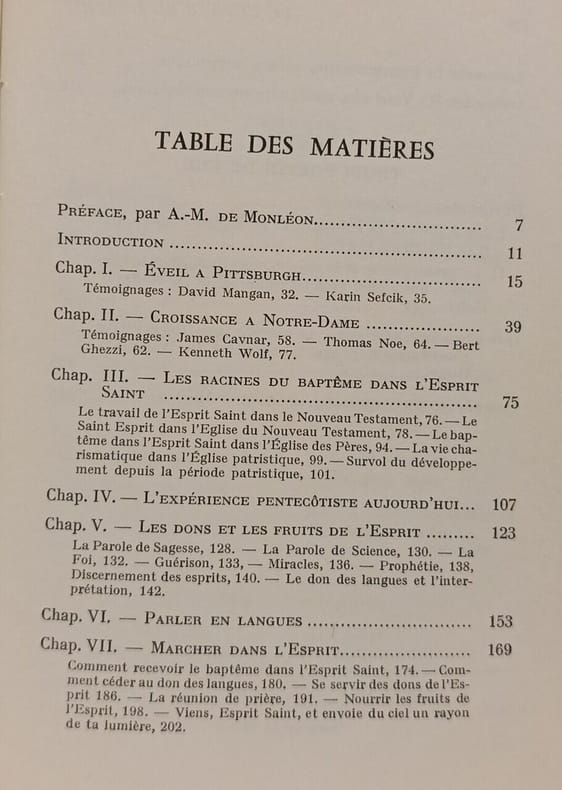 TABLE DES MATIÈRES
PRÉFACE, par A.-M. DE MONLÉON.............................. 7
INTRODUCTION .................................................. 11
Chap. I. — ÉVEIL A PITTSBURGH................................ 15
Témoignages : David Mangan, 32. — Karin Sefcik, 35.
Chap. II. — CROISSANCE A NOTRE-DAME .................... 39
Témoignages : James Cavnar, 58. — Thomas Noe, 64. — Bert
Ghezzi, 62. — Kenneth Wolf, 77.
Chap. III. — LES RACINES DU BAPTÊME DANS L'ESPRIT
SAINT .................................................... 75
Le travail de l'Esprit Saint dans le Nouveau Testament, 76. — Le
Saint Esprit dans l'Eglise du Nouveau Testament, 78. — Le bap-
tême dans l'Esprit Saint dans l'Église des Pères, 94. — La vie cha-
rismatique dans l'Église patristique, 99. — Survol du développe-
ment depuis la période patristique, 101.
Chap. IV. — L'EXPÉRIENCE PENTECÔTISTE AUJOURD'HUI... 107
Chap. V. — LES DONS ET LES FRUITS DE L'ESPRIT ......... 123
La Parole de Sagesse, 128. — La Parole de Science, 130. — La
Foi, 132. — Guérison, 133, — Miracles, 136. — Prophétie, 138,
Discernement des esprits, 140. — Le don des langues et l'inter-
prétation, 142.
Chap. VI. — PARLER EN LANGUES ............................. 153
Chap. VII. — MARCHER DANS L'ESPRIT....................... 169
Comment recevoir le baptême dans l'Esprit Saint, 174. — Com-
ment céder au don des langues, 180. — Se servir des dons de l'Es-
prit 186. — La réunion de prière, 191. — Nourrir les fruits de
l'Esprit, 198. — Viens, Esprit Saint, et envoie du ciel un rayon
de ta lumière, 202.